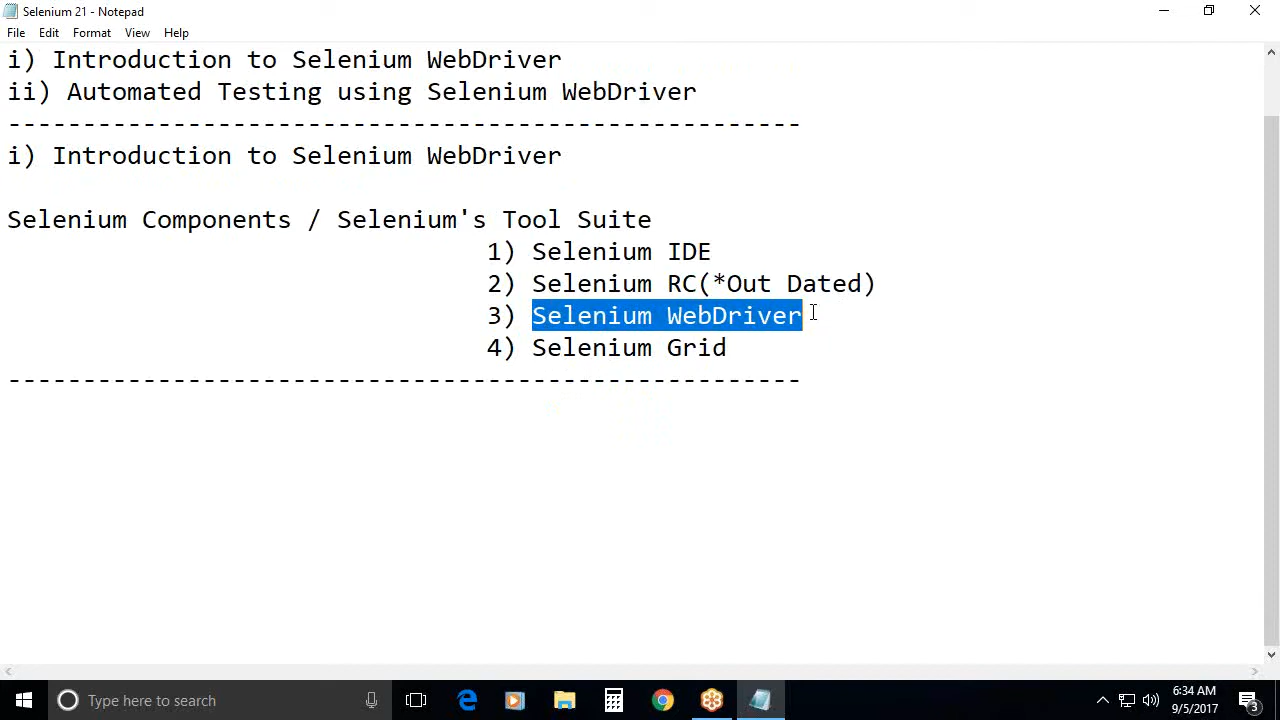 Selenium 21 - Notepad
File Edit Format View Help
i) Introduction to Selenium WebDriver
ii) Automated Testing using Selenium WebDriver
-----------------------------------------------------
i) Introduction to Selenium WebDriver
Selenium Components / Selenium's Tool Suite
1) Selenium IDE
2) Selenium RC(*Out Dated)
3) Selenium WebDriver
4) Selenium Grid
-----------------------------------------------------
Type here to search
6:34 AM
9/5/2017
3